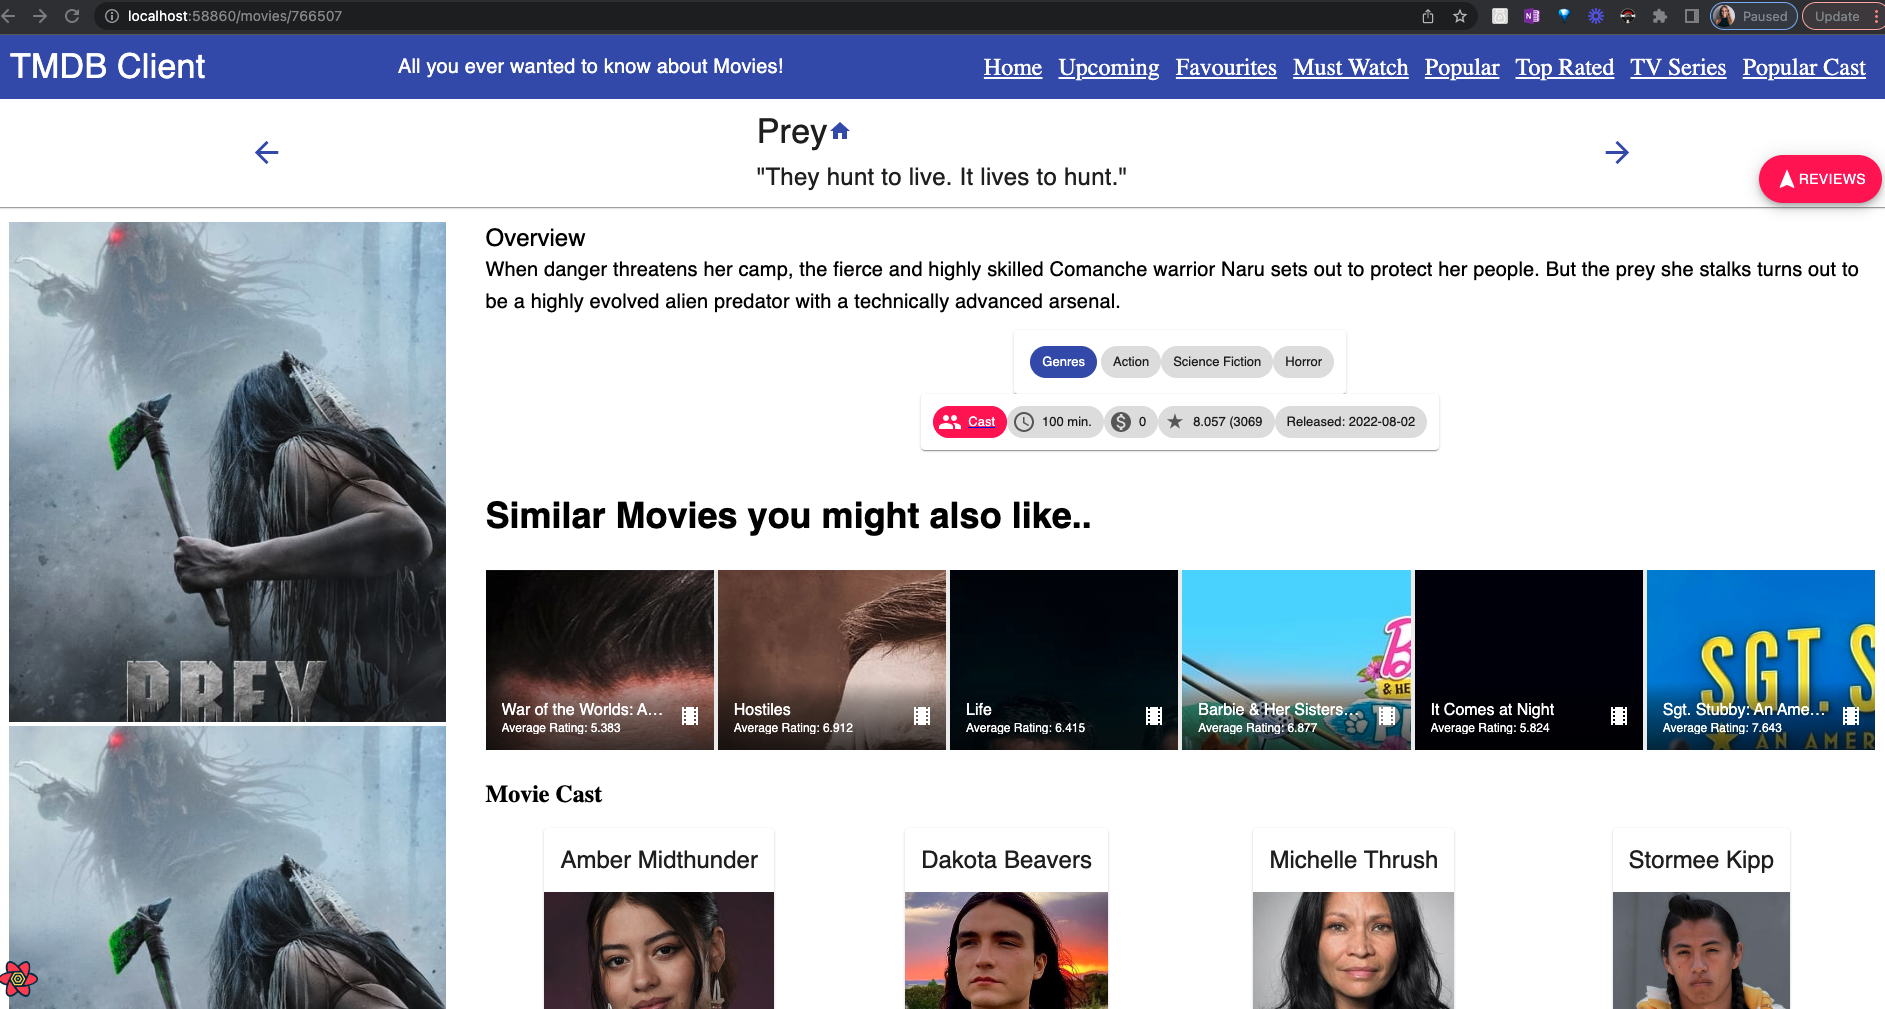 localhost:58860/movies/766507
Paused
Update
TMDB Client
All you ever wanted to know about Movies!
Home Upcoming Favourites Must Watch Popular Top Rated TV Series Popular Cast
Prey
"They hunt to live. It lives to hunt."
REVIEWS
Overview
When danger threatens her camp, the fierce and highly skilled Comanche warrior Naru sets out to protect her people. But the prey she stalks turns out to
be a highly evolved alien predator with a technically advanced arsenal.
Genres Action Science Fiction Horror
Cast 100 min. 0 8.057 (3069 Released: 2022-08-02
PREY
Similar Movies you might also like..
SGT. S
& HE
War of the Worlds: A...
Average Rating: 5.383
Hostiles
Average Rating: 6.912
Life
Average Rating: 6.415
Barbie & Her Sisters...
Average Rating: 6.877
It Comes at Night
Average Rating: 5.824
Sgt. Stubby: An Ame...
Average Rating: 7.643
AN AMER
Movie Cast
Amber Midthunder
Dakota Beavers
Michelle Thrush
Stormee Kipp